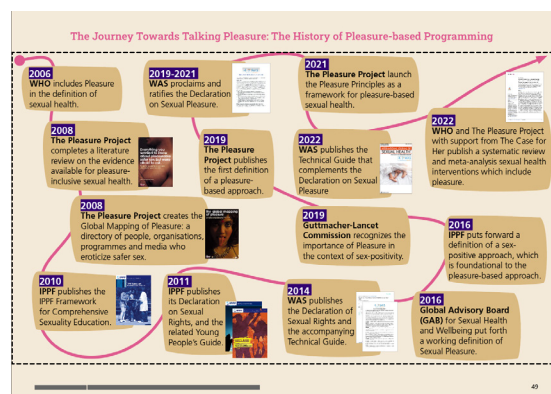 The Journey Towards Talking Pleasure: The History of Pleasure-based Programming
2006
WHO includes Pleasure
in the definition of
sexual health.
2008
The Pleasure Project
completes a literature
review on the evidence
available for pleasure-
inclusive sexual health.
2008
The Pleasure Project creates the
Global Mapping of Pleasure: a
directory of people, organisations,
programmes and media who
eroticize safer sex.
2010
IPPF publishes the
IPPF Framework
for Comprehensive
Sexuality Education.
2011
IPPF publishes
its Declaration
on Sexual
Rights, and the
related Young
People's Guide.
2014
WAS publishes
the Declaration of
Sexual Rights and
the accompanying
Technical Guide.
2016
Global Advisory Board
(GAB) for Sexual Health
and Wellbeing put forth
a working definition of
Sexual Pleasure.
2016
IPPF puts forward a
definition of a sex-
positive approach, which
is foundational to the
pleasure-based approach.
2019
Guttmacher-Lancet
Commission recognizes the
importance of Pleasure in
the context of sex-positivity.
2019
The Pleasure
Project publishes
the first definition
of a pleasure-
based approach.
2019-2021
WAS proclaims and
ratifies the Declaration
on Sexual Pleasure.
2021
The Pleasure Project launch
the Pleasure Principles as a
framework for pleasure-based
sexual health.
2022
WAS publishes the
Technical Guide that
complements the
Declaration on Sexual
Pleasure
2022
WHO and The Pleasure Project
with support from The Case for
Her publish a systematic review
and meta-analysis sexual health
interventions which include
pleasure.
49